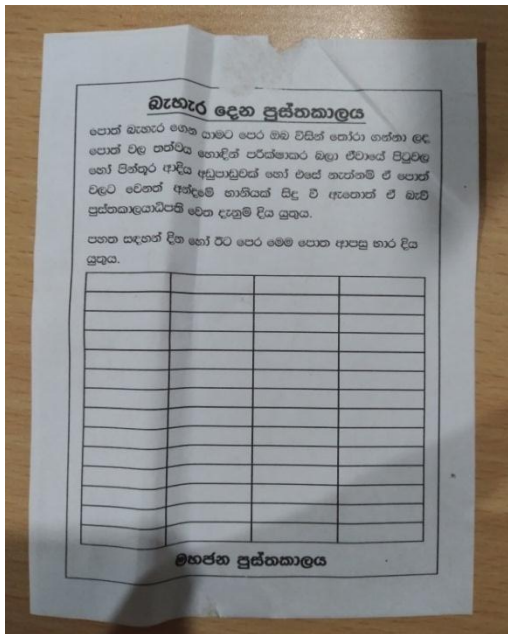 බැහැර දෙන පුස්තකාලය
පොත් බැහැර ගෙන යාමට පෙර ඔබ විසින් තෝරා ගන්නා ලද
පොත් වල තත්වය හොඳින් පරීක්ෂාකර බලා ඒවායේ පිටුවල
හෝ පින්තූර ආදිය අඩුපාඩුවක් හෝ එසේ නැත්නම් ඒ පොත්
වලට වෙනත් අන්දමේ හානියක් සිදු වී ඇතොත් ඒ බැව්
පුස්තකාලයාධිපති වෙත දැනුම් දිය යුතුය.
පහත සඳහන් දින හෝ ඊට පෙර මෙම පොත ආපසු භාර දිය
යුතුය.
මහජන පුස්තකාලය